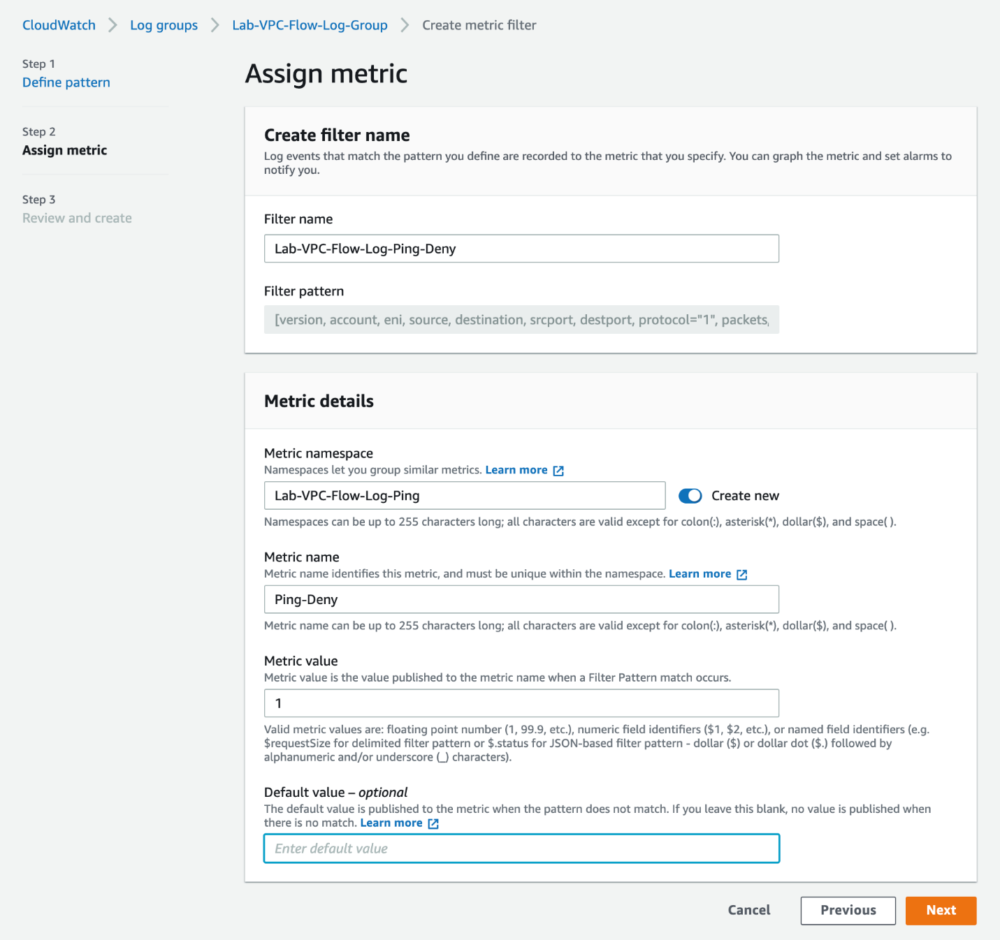 CloudWatch > Log groups > Lab-VPC-Flow-Log-Group > Create metric filter
Step 1
Define pattern
Step 2
Assign metric
Step 3
Review and create
Assign metric
Create filter name
Log events that match the pattern you define are recorded to the metric that you specify. You can graph the metric and set alarms to
notify you.
Filter name
Lab-VPC-Flow-Log-Ping-Deny
Filter pattern
[version, account, eni, source, destination, srcport, destport, protocol="1", packets,
Metric details
Metric namespace
Namespaces let you group similar metrics. Learn more
Lab-VPC-Flow-Log-Ping
Create new
Namespaces can be up to 255 characters long; all characters are valid except for colon(:), asterisk(*), dollar($), and space( ).
Metric name
Metric name identifies this metric, and must be unique within the namespace. Learn more
Ping-Deny
Metric name can be up to 255 characters long; all characters are valid except for colon(:), asterisk(*), dollar($), and space( ).
Metric value
Metric value is the value published to the metric name when a Filter Pattern match occurs.
1
Valid metric values are: floating point number (1, 99.9, etc.), numeric field identifiers ($1, $2, etc.), or named field identifiers (e.g.
$requestSize for delimited filter pattern or $.status for JSON-based filter pattern - dollar ($) or dollar dot ($.) followed by
alphanumeric and/or underscore (_) characters).
Default value – optional
The default value is published to the metric when the pattern does not match. If you leave this blank, no value is published when
there is no match. Learn more
Enter default value
Cancel
Previous
Next